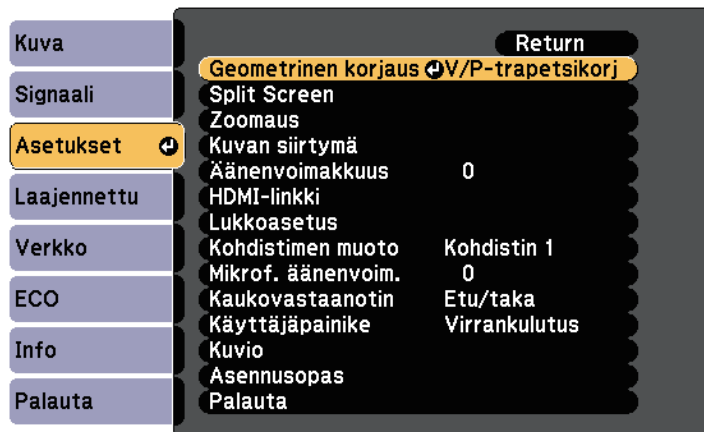 Kuva
Signaali
Asetukset
Laajennettu
Verkko
ECO
Info
Palauta
Return
Geometrinen korjaus V/P-trapetsikorj
Split Screen
Zoomaus
Kuvan siirtymä
Äänenvoimakkuus 0
HDMI-linkki
Lukkoasetus
Kohdistimen muoto Kohdistin 1
Mikrof. äänenvoim. 0
Kaukovastaanotin Etu/taka
Käyttäjäpainike Virrankulutus
Kuvio
Asennusopas
Palauta